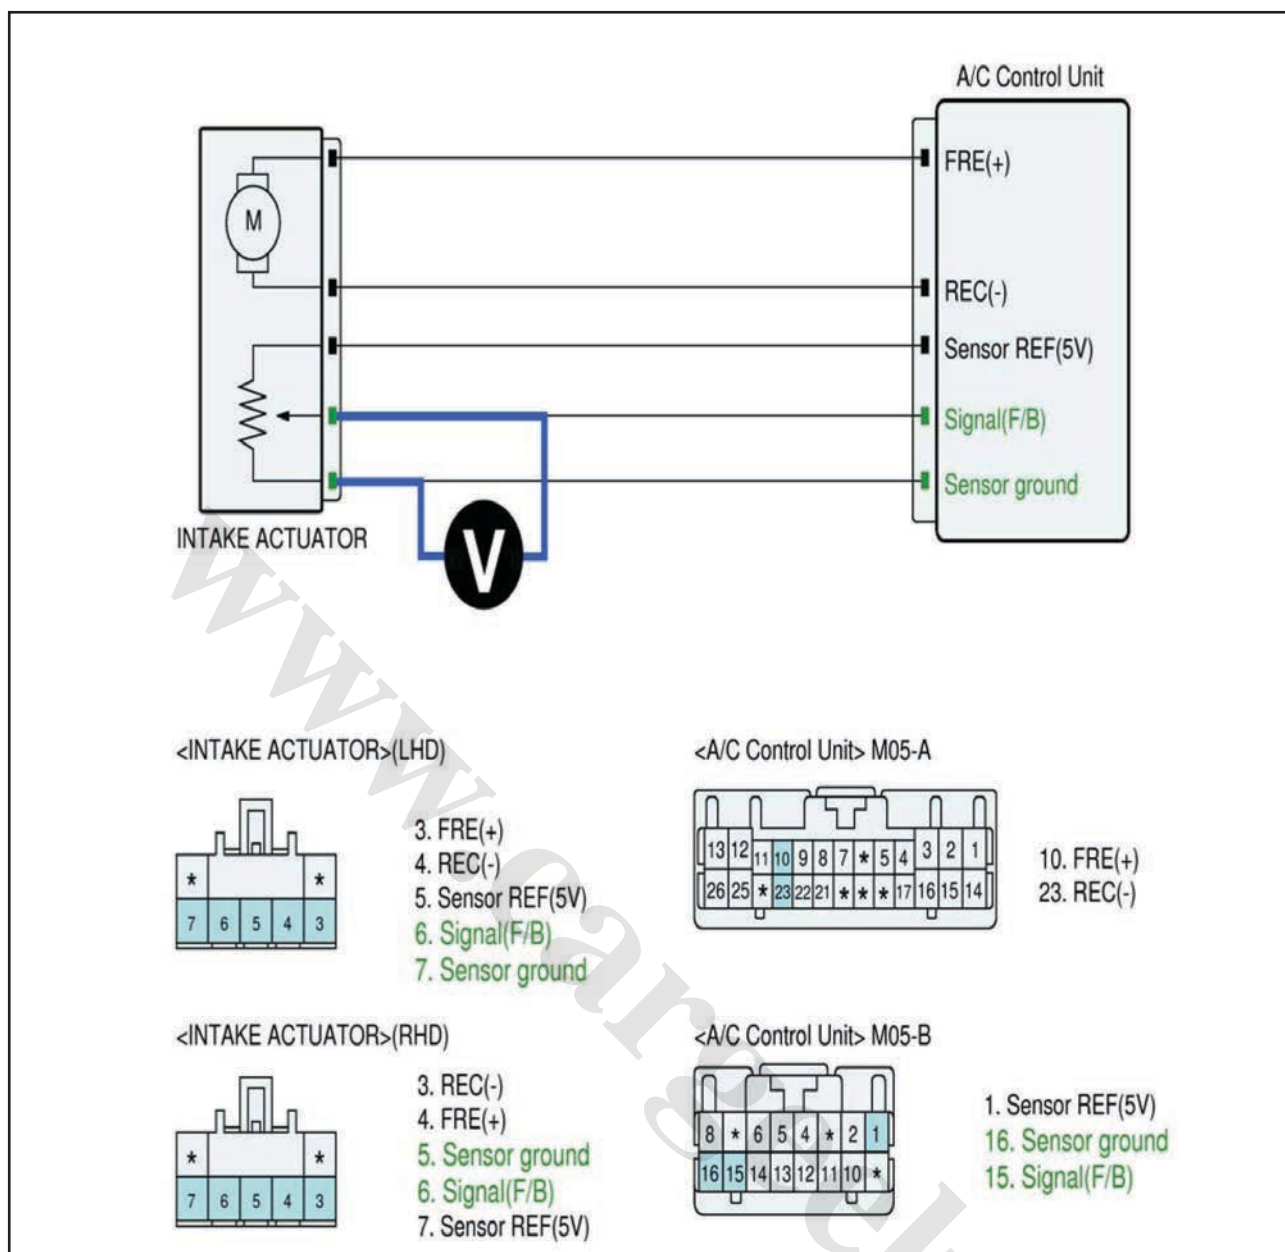 A/C Control Unit
FRE(+)
M
REC(-)
Sensor REF(5V)
Signal(F/B)
Sensor ground
INTAKE ACTUATOR
V
<INTAKE ACTUATOR>(LHD)
* *
7 6 5 4 3
3. FRE(+)
4. REC(-)
5. Sensor REF(5V)
6. Signal(F/B)
7. Sensor ground
<A/C Control Unit> M05-A
13 12 11 10 9 8 7 * 5 4 3 2 1
26 25 * 23 22 21 * * * 17 16 15 14
10. FRE(+)
23. REC(-)
<INTAKE ACTUATOR>(RHD)
* *
7 6 5 4 3
3. REC(-)
4. FRE(+)
5. Sensor ground
6. Signal(F/B)
7. Sensor REF(5V)
<A/C Control Unit> M05-B
8 * 6 5 4 * 2 1
16 15 14 13 12 11 10 *
1. Sensor REF(5V)
16. Sensor ground
15. Signal(F/B)